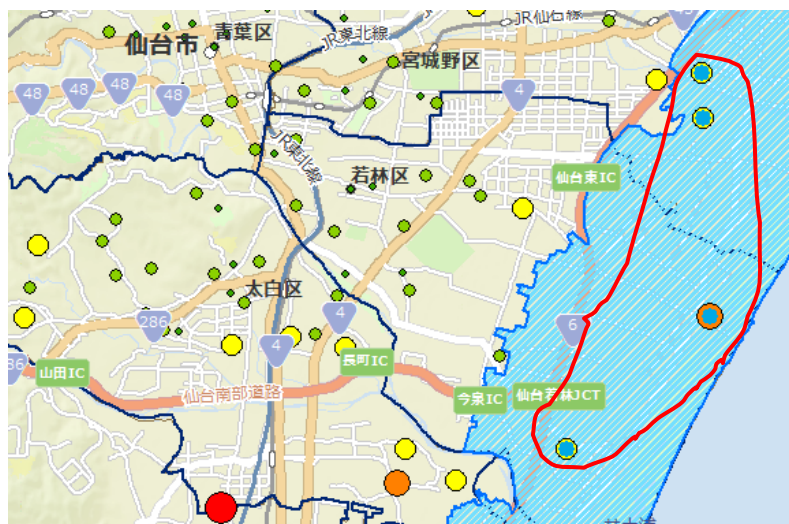 青葉区
JR東北線
JR仙石線
45
仙台市
宮城野区
48
48
48
48
4
JR東北線
若林区
仙台東IC
太白区
286
4
4
6
長町IC
山田IC
86
仙台南部道路
今泉IC
仙台若林JCT